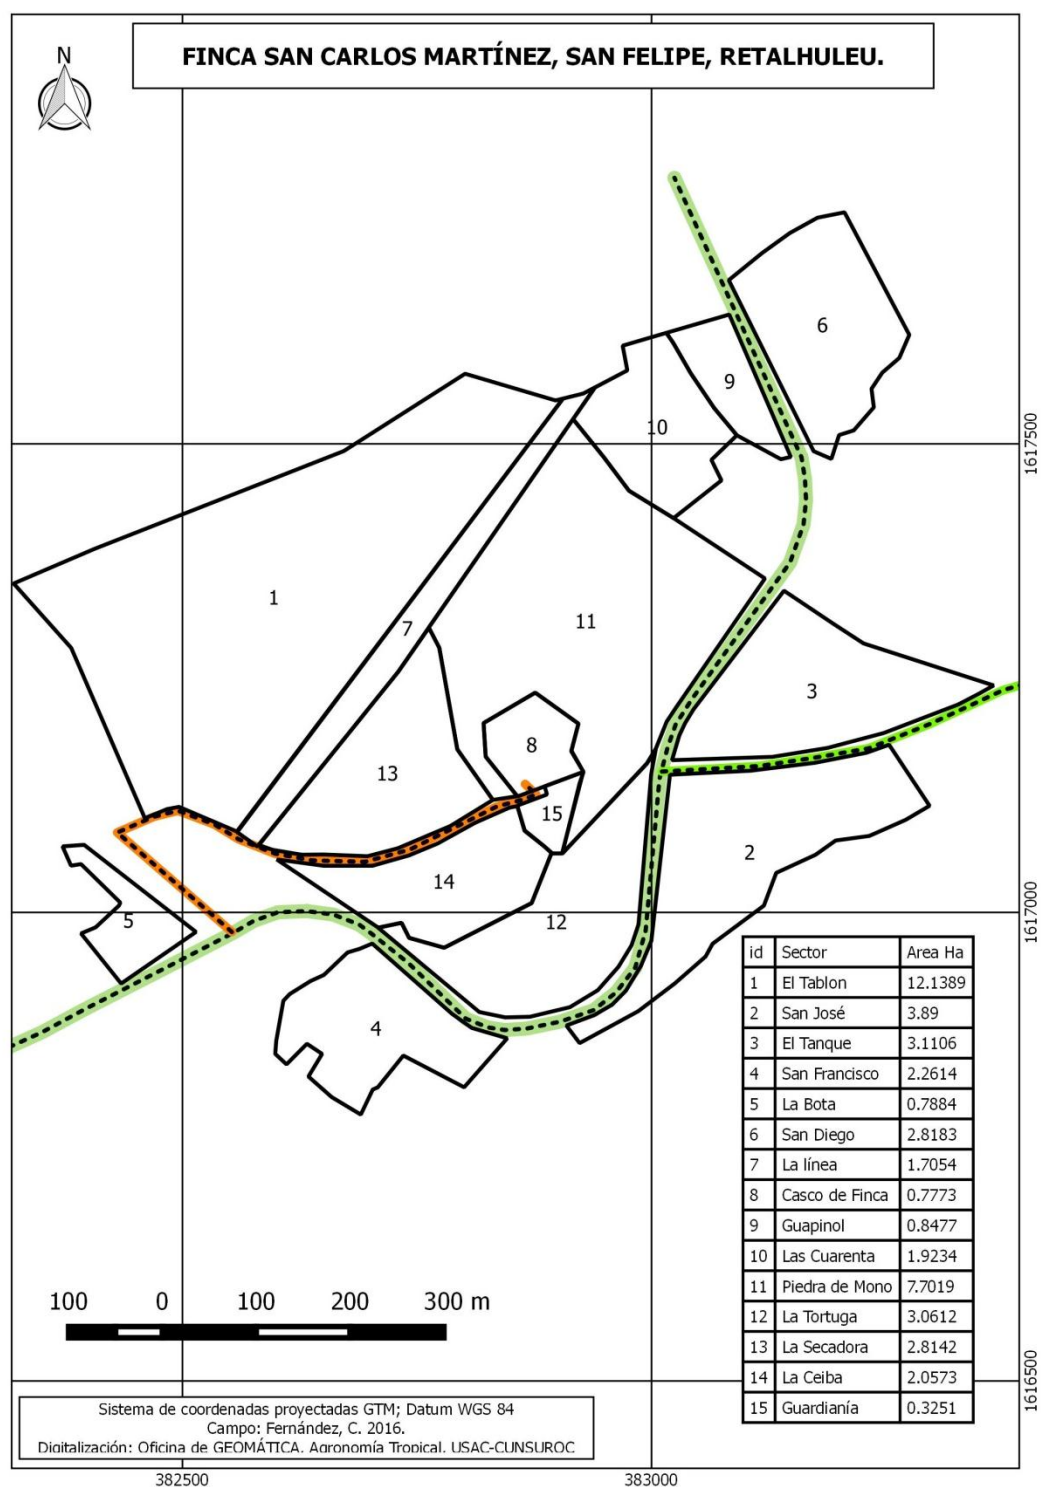 FINCA SAN CARLOS MARTÍNEZ, SAN FELIPE, RETALHULEU.
N
6
9
10
1617500
1
7
11
3
8
13
15
2
14
5
12
1617000
4
id Sector Area Ha
1 El Tablon 12.1389
2 San José 3.89
3 El Tanque 3.1106
4 San Francisco 2.2614
5 La Bota 0.7884
6 San Diego 2.8183
7 La línea 1.7054
8 Casco de Finca 0.7773
9 Guapinol 0.8477
10 Las Cuarenta 1.9234
11 Piedra de Mono 7.7019
12 La Tortuga 3.0612
13 La Secadora 2.8142
14 La Ceiba 2.0573
15 Guardianía 0.3251
100 0 100 200 300 m
1616500
Sistema de coordenadas proyectadas GTM; Datum WGS 84
Campo: Fernández, C. 2016.
Digitalización: Oficina de GEOMÁTICA. Agronomía Tropical. USAC-CUNSUROC
382500 383000